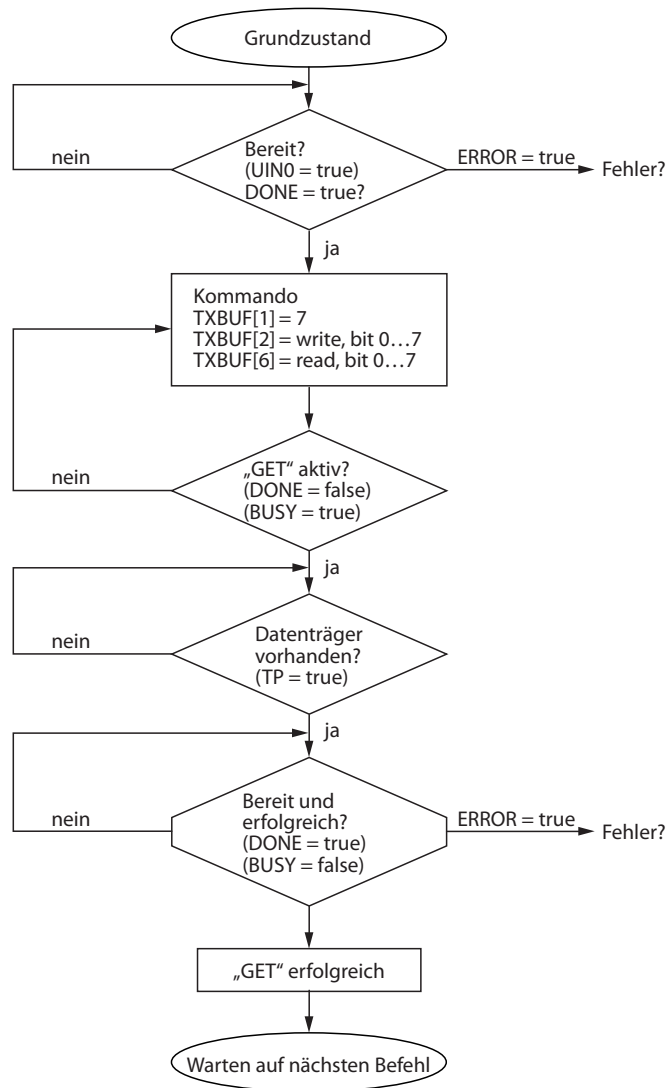 Grundzustand
nein
Bereit?
(UIN0 = true)
DONE = true?
ERROR = true
Fehler?
ja
Kommando
TXBUF[1] = 7
TXBUF[2] = write, bit 0…7
TXBUF[6] = read, bit 0…7
nein
„GET“ aktiv?
(DONE = false)
(BUSY = true)
ja
nein
Datenträger
vorhanden?
(TP = true)
ja
nein
Bereit und
erfolgreich?
(DONE = true)
(BUSY = false)
ERROR = true
Fehler?
„GET“ erfolgreich
Warten auf nächsten Befehl